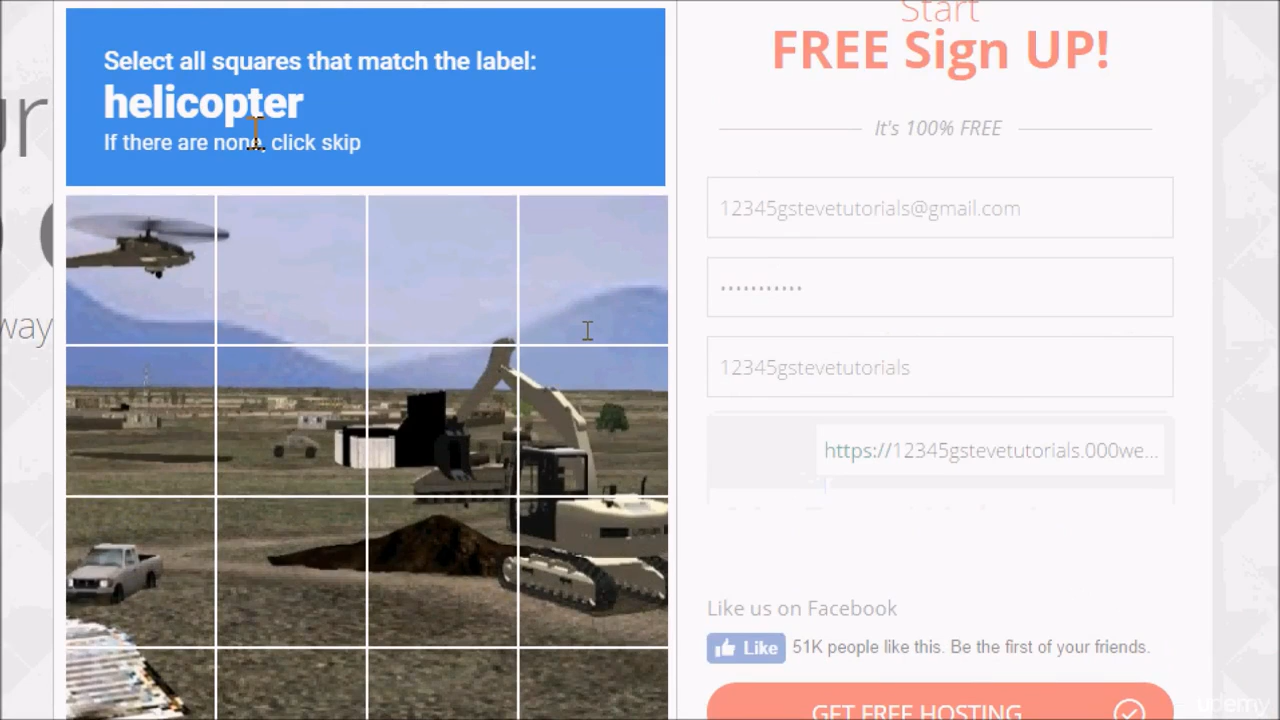 Select all squares that match the label:
helicopter
If there are none, click skip
ur
way
Start
FREE Sign UP!
It's 100% FREE
12345gstevetutorials@gmail.com
...........
12345gstevetutorials
https://12345gstevetutorials.000we...
Like us on Facebook
Like 51K people like this. Be the first of your friends.
GET FREE HOSTING
udemy